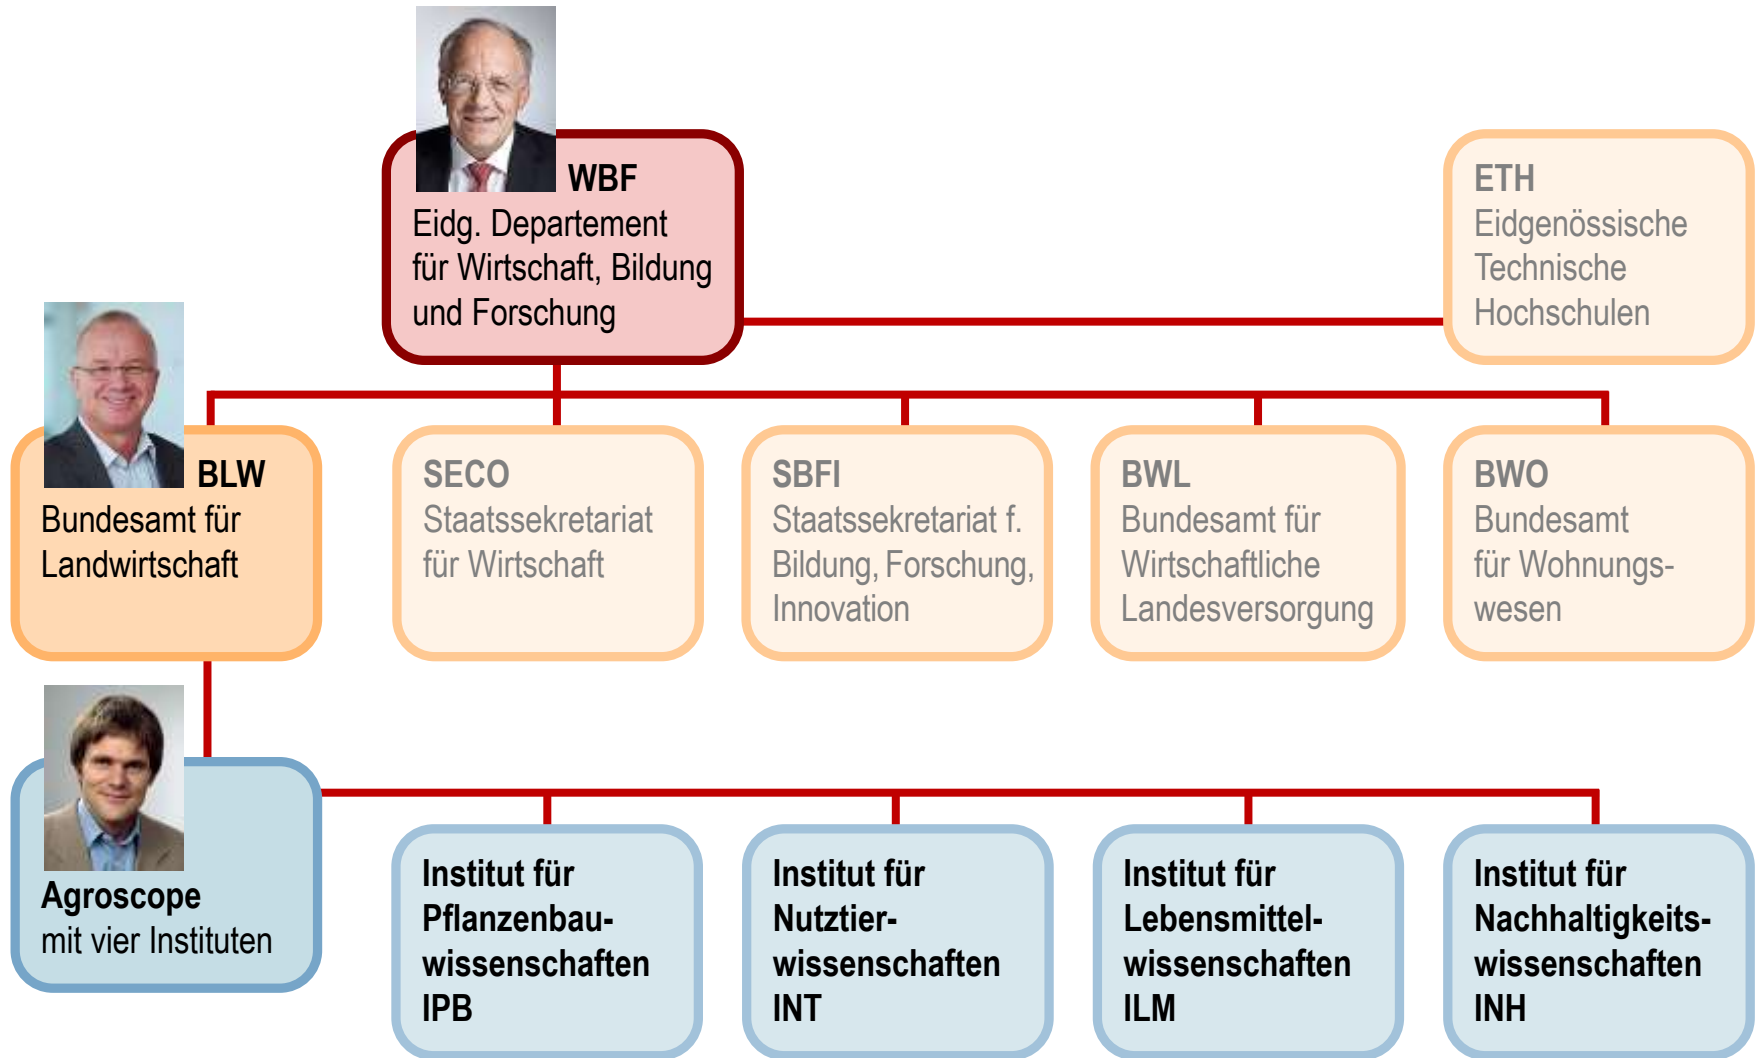 WBF
Eidg. Departement
für Wirtschaft, Bildung
und Forschung
ETH
Eidgenössische
Technische
Hochschulen
BLW
Bundesamt für
Landwirtschaft
SECO
Staatssekretariat
für Wirtschaft
SBFI
Staatssekretariat f.
Bildung, Forschung,
Innovation
BWL
Bundesamt für
Wirtschaftliche
Landesversorgung
BWO
Bundesamt
für Wohnungs-
wesen
Agroscope
mit vier Instituten
Institut für
Pflanzenbau-
wissenschaften
IPB
Institut für
Nutztier-
wissenschaften
INT
Institut für
Lebensmittel-
wissenschaften
ILM
Institut für
Nachhaltigkeits-
wissenschaften
INH